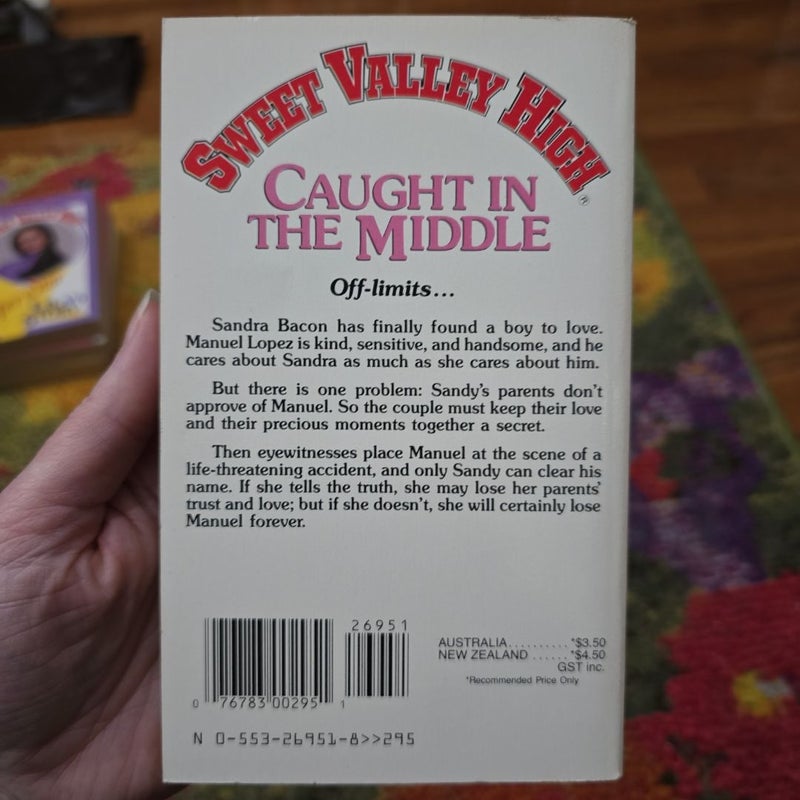 SWEET VALLEY HIGH®
CAUGHT IN
THE MIDDLE
Off-limits...
Sandra Bacon has finally found a boy to love.
Manuel Lopez is kind, sensitive, and handsome, and he
cares about Sandra as much as she cares about him.
But there is one problem: Sandy's parents don't
approve of Manuel. So the couple must keep their love
and their precious moments together a secret.
Then eyewitnesses place Manuel at the scene of a
life-threatening accident, and only Sandy can clear his
name. If she tells the truth, she may lose her parents'
trust and love; but if she doesn't, she will certainly lose
Manuel forever.
26951
0 76783 00295 1
AUSTRALIA.......... *$3.50
NEW ZEALAND ...... *$4.50
GST inc.
*Recommended Price Only
N 0-553-26951-8>>295